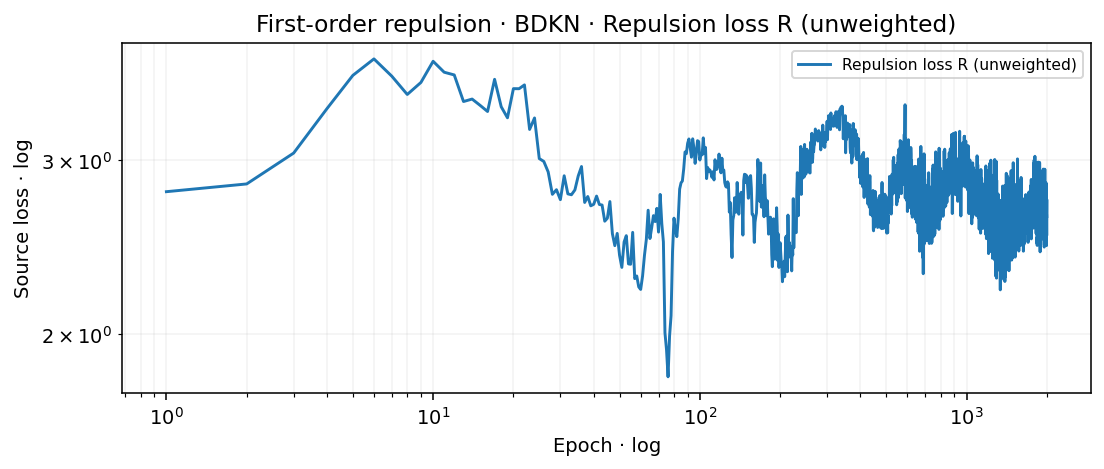 First-order repulsion · BDKN · Repulsion loss R (unweighted)
Repulsion loss R (unweighted)
Source loss · log
3 × 10⁰
2 × 10⁰
10⁰ 10¹ 10² 10³
Epoch · log